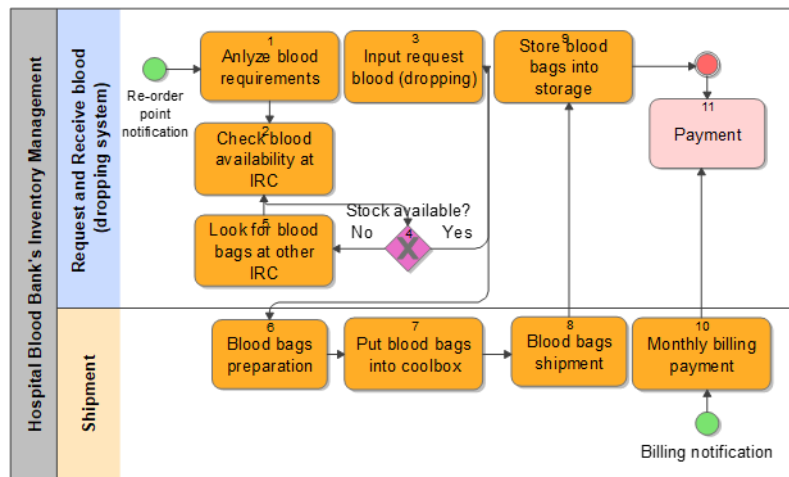 Hospital Blood Bank's Inventory Management
Request and Receive blood
(dropping system)
Re-order
point
notification
1
Anlyze blood
requirements
3
Input request
blood (dropping)
9
Store blood
bags into
storage
11
Payment
2
Check blood
availability at
IRC
Stock available?
No
4
X
Yes
5
Look for blood
bags at other
IRC
Shipment
6
Blood bags
preparation
7
Put blood bags
into coolbox
8
Blood bags
shipment
10
Monthly billing
payment
Billing notification